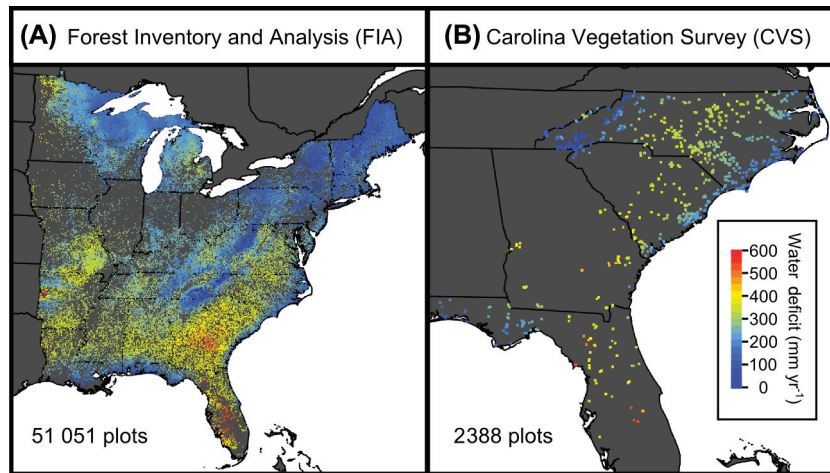 (A) Forest Inventory and Analysis (FIA)
(B) Carolina Vegetation Survey (CVS)
600
500
400
300
200
100
0
Water deficit (mm yr⁻¹)
51 051 plots
2388 plots